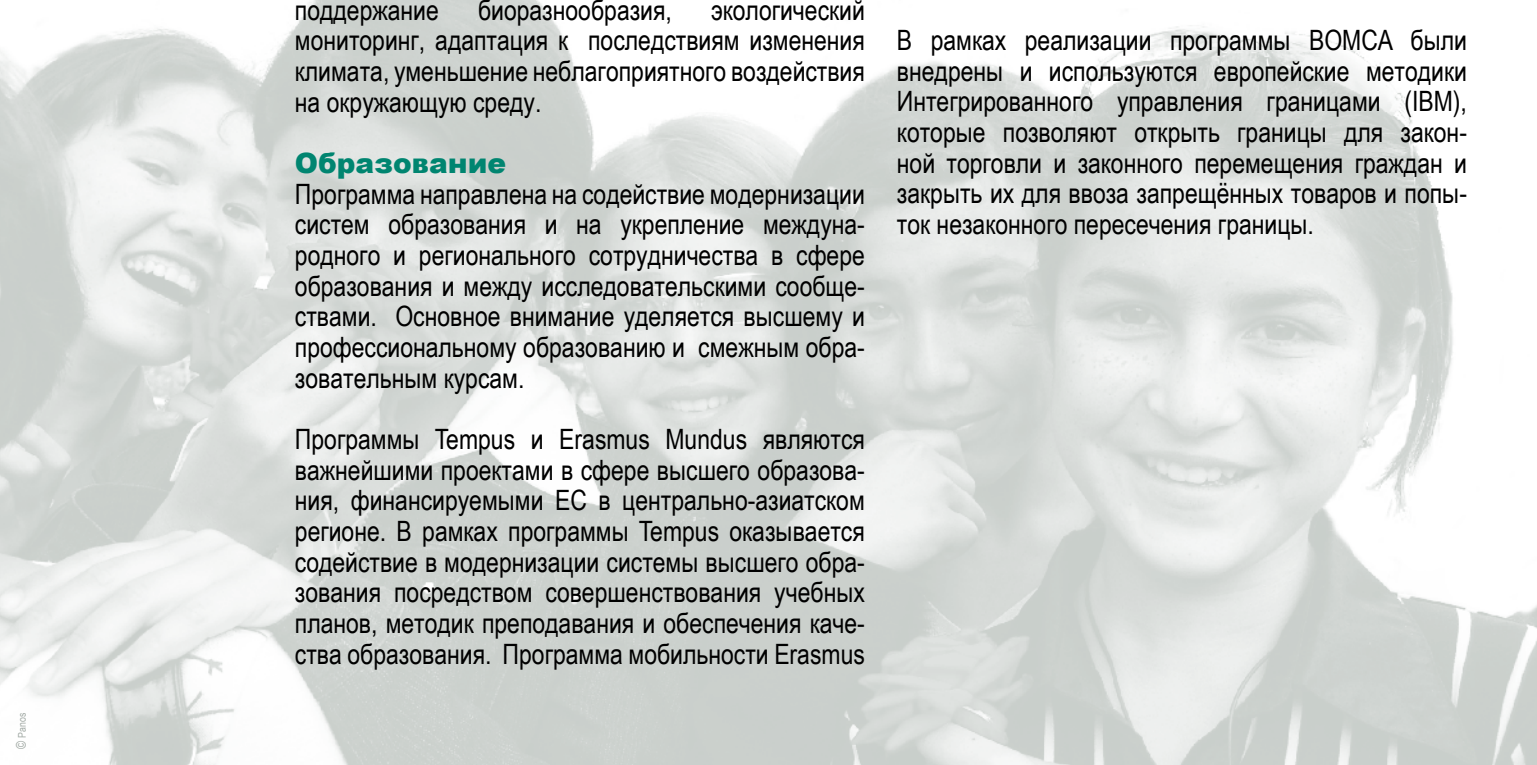 поддержание биоразнообразия, экологический
мониторинг, адаптация к последствиям изменения
климата, уменьшение неблагоприятного воздействия
на окружающую среду.
Образование
Программа направлена на содействие модернизации
систем образования и на укрепление междуна-
родного и регионального сотрудничества в сфере
образования и между исследовательскими сообще-
ствами. Основное внимание уделяется высшему и
профессиональному образованию и смежным обра-
зовательным курсам.
Программы Tempus и Erasmus Mundus являются
важнейшими проектами в сфере высшего образова-
ния, финансируемыми ЕС в центрально-азиатском
регионе. В рамках программы Tempus оказывается
содействие в модернизации системы высшего обра-
зования посредством совершенствования учебных
планов, методик преподавания и обеспечения каче-
ства образования. Программа мобильности Erasmus
В рамках реализации программы BOMCA были
внедрены и используются европейские методики
Интегрированного управления границами (IBM),
которые позволяют открыть границы для закон-
ной торговли и законного перемещения граждан и
закрыть их для ввоза запрещённых товаров и попы-
ток незаконного пересечения границы.
© Panos